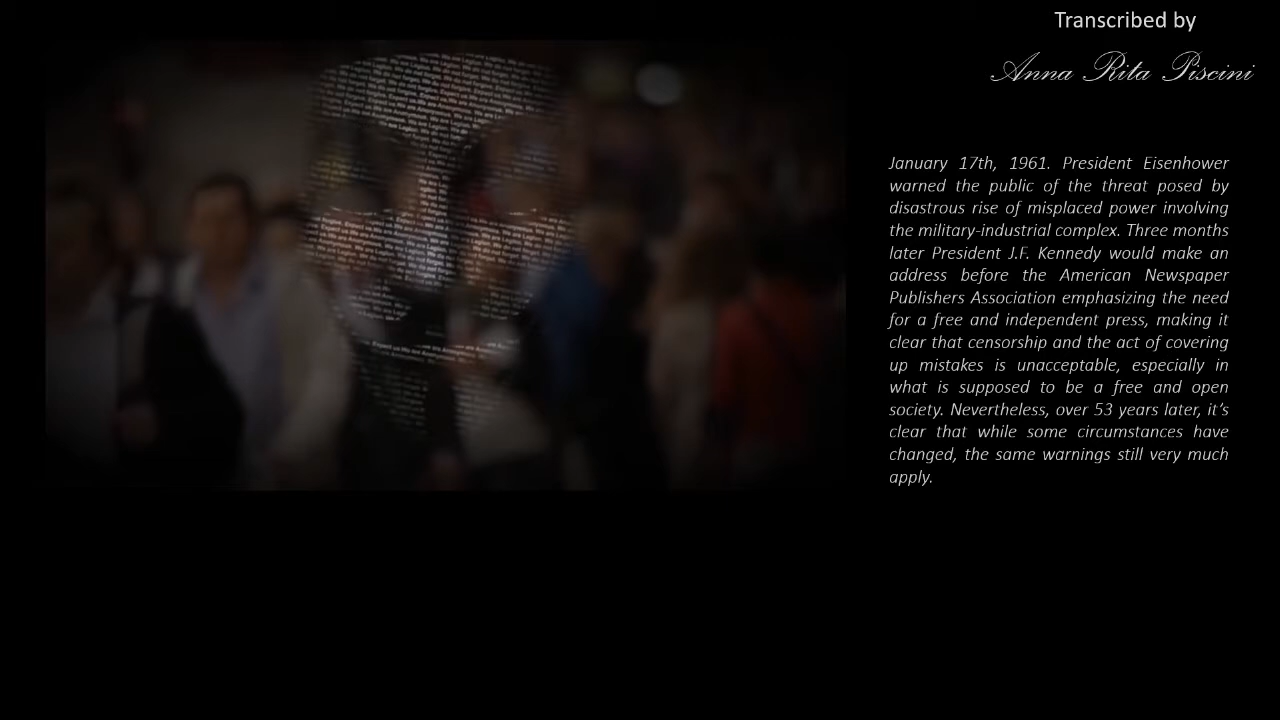 Transcribed by
Anna Rita Piscini
January 17th, 1961. President Eisenhower
warned the public of the threat posed by
disastrous rise of misplaced power involving
the military-industrial complex. Three months
later President J.F. Kennedy would make an
address before the American Newspaper
Publishers Association emphasizing the need
for a free and independent press, making it
clear that censorship and the act of covering
up mistakes is unacceptable, especially in
what is supposed to be a free and open
society. Nevertheless, over 53 years later, it’s
clear that while some circumstances have
changed, the same warnings still very much
apply.